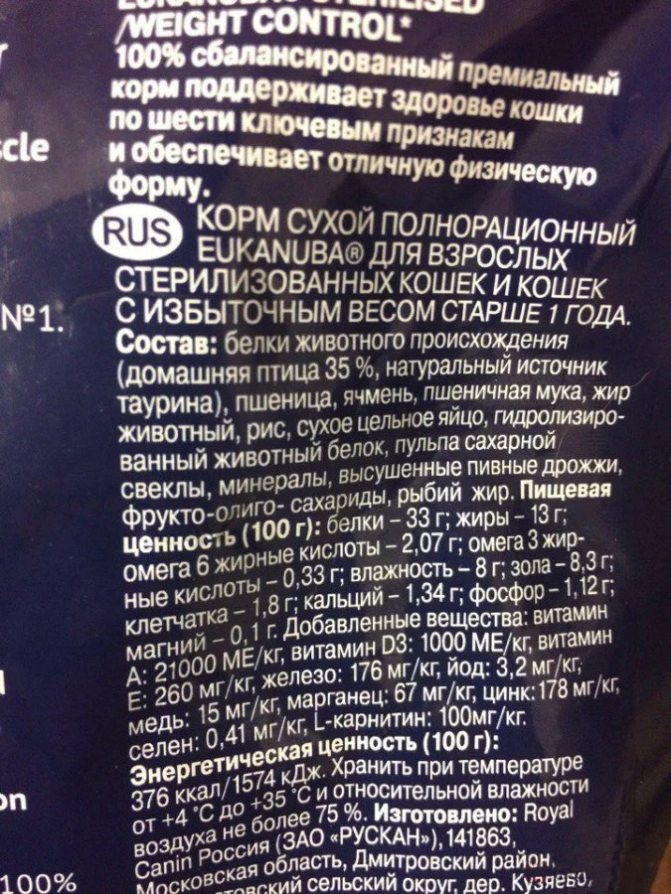 EUKANUBA® STERILISED
/WEIGHT CONTROL*
100% сбалансированный премиальный
корм поддерживает здоровье кошки
по шести ключевым признакам
и обеспечивает отличную физическую
форму.
scle
RUS КОРМ СУХОЙ ПОЛНОРАЦИОННЫЙ
EUKANUBA® ДЛЯ ВЗРОСЛЫХ
СТЕРИЛИЗОВАННЫХ КОШЕК И КОШЕК
С ИЗБЫТОЧНЫМ ВЕСОМ СТАРШЕ 1 ГОДА.
№1.
Состав: белки животного происхождения
(домашняя птица 35 %, натуральный источник
таурина), пшеница, ячмень, пшеничная мука, жир
животный, рис, сухое цельное яйцо, гидролизиро-
ванный животный белок, пульпа сахарной
свеклы, минералы, высушенные пивные дрожжи,
фрукто-олиго- сахариды, рыбий жир. Пищевая
ценность (100 г): белки – 33 г; жиры – 13 г;
омега 6 жирные кислоты – 2,07 г; омега 3 жир-
ные кислоты – 0,33 г; влажность – 8 г; зола – 8,3 г;
клетчатка – 1,8 г; кальций – 1,34 г; фосфор – 1,12 г;
магний – 0,1 г. Добавленные вещества: витамин
А: 21000 МЕ/кг, витамин D3: 1000 МЕ/кг, витамин
Е: 260 мг/кг, железо: 176 мг/кг, йод: 3,2 мг/кг,
медь: 15 мг/кг, марганец: 67 мг/кг, цинк: 178 мг/кг,
селен: 0,41 мг/кг, L-карнитин: 100мг/кг.
Энергетическая ценность (100 г):
376 ккал/1574 кДж. Хранить при температуре
от +4 °С до +35 °С и относительной влажности
воздуха не более 75 %. Изготовлено: Royal
Canin Россия (ЗАО «РУСКАН»), 141863,
Московская область, Дмитровский район,
сельский округ, дер. Кузяево,
on
100%